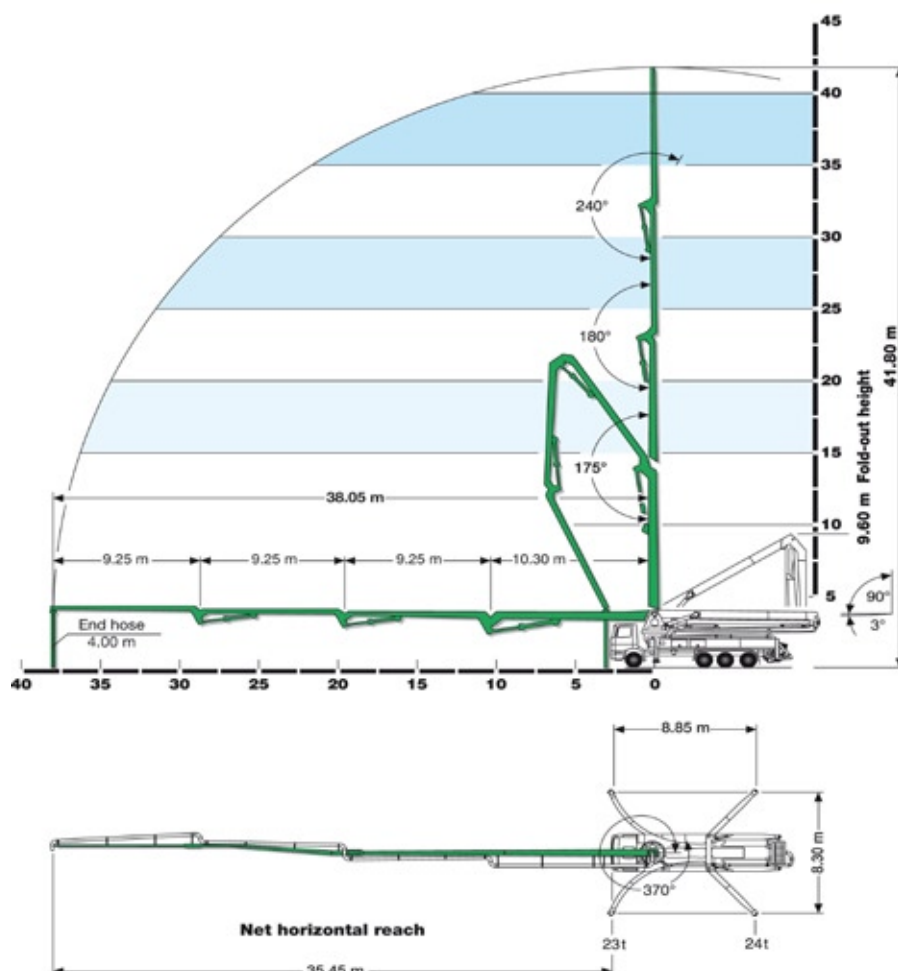 45
40
35
240°
30
25
180°
41.80 m
20
9.60 m Fold-out height
15
175°
38.05 m
10
9.25 m
9.25 m
9.25 m
10.30 m
5
90°
3°
End hose
4.00 m
40 35 30 25 20 15 10 5 0
8.85 m
8.30 m
370°
Net horizontal reach
23t
24t
35.45 m